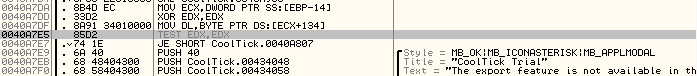 0040A7DA . 8B4D EC MOV ECX,DWORD PTR SS:[EBP-14]
0040A7DD . 33D2 XOR EDX,EDX
0040A7DF . 8A91 34010000 MOV DL,BYTE PTR DS:[ECX+134]
0040A7E5 . 85D2 TEST EDX,EDX
0040A7E7 . 74 1E JE SHORT CoolTick.0040A807
0040A7E9 . 6A 40 PUSH 40 Style = MB_OK|MB_ICONASTERISK|MB_APPLMODAL
0040A7EB . 68 48404300 PUSH CoolTick.00434048 Title = "CoolTick Trial"
0040A7F0 . 68 58404300 PUSH CoolTick.00434058 Text = "The export feature is not available in th